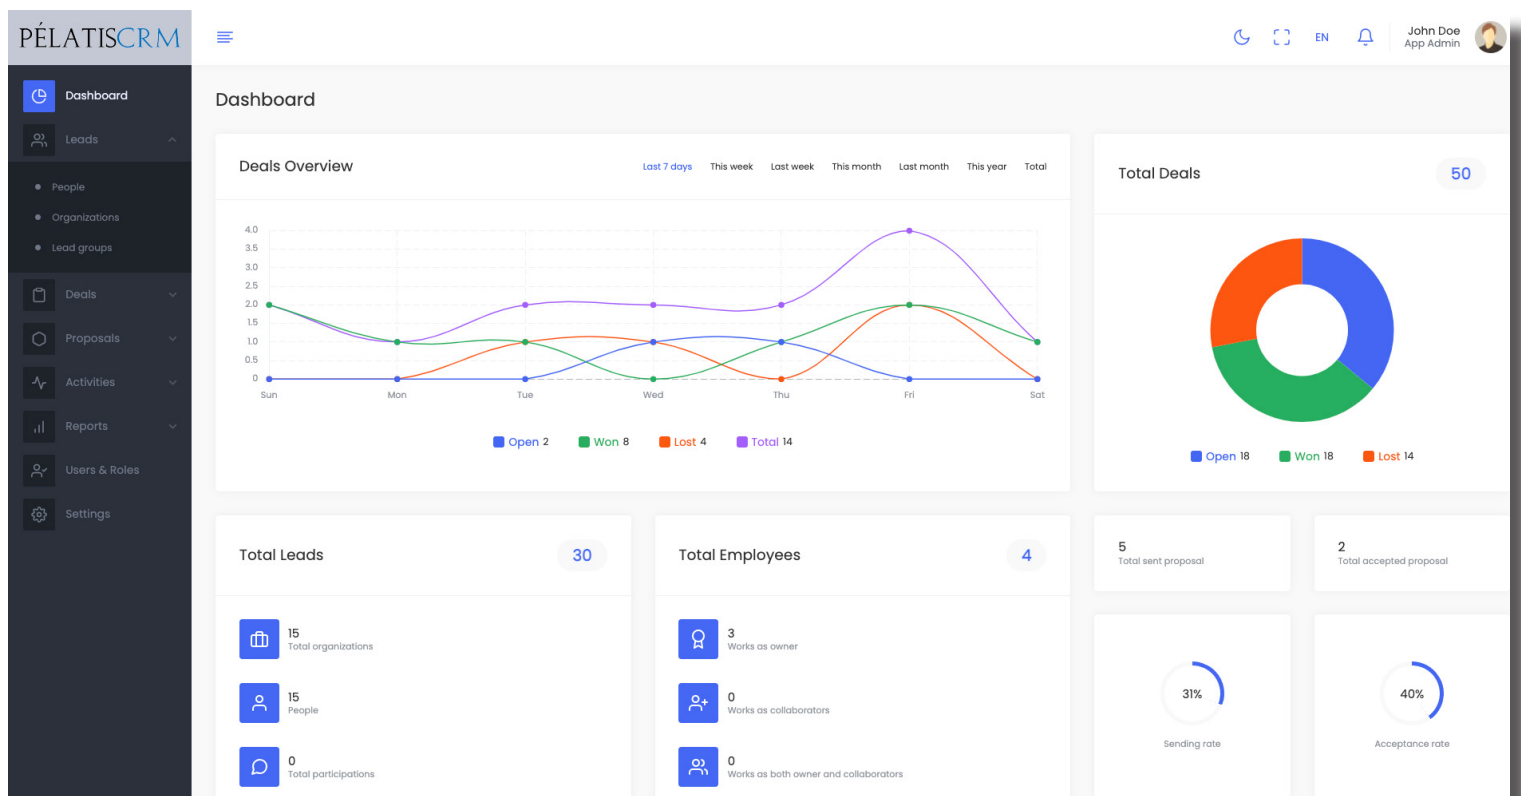 PÉLATISCRM
EN
John Doe
App Admin
Dashboard
Leads
People
Organizations
Lead groups
Deals
Proposals
Activities
Reports
Users & Roles
Settings
Dashboard
Deals Overview
Last 7 days This week Last week This month Last month This year Total
4.0
3.5
3.0
2.5
2.0
1.5
1.0
0.5
0
Sun Mon Tue Wed Thu Fri Sat
Open 2 Won 8 Lost 4 Total 14
Total Deals 50
Open 18 Won 18 Lost 14
Total Leads 30
15
Total organizations
15
People
0
Total participations
Total Employees 4
3
Works as owner
0
Works as collaborators
0
Works as both owner and collaborators
5
Total sent proposal
2
Total accepted proposal
31%
Sending rate
40%
Acceptance rate